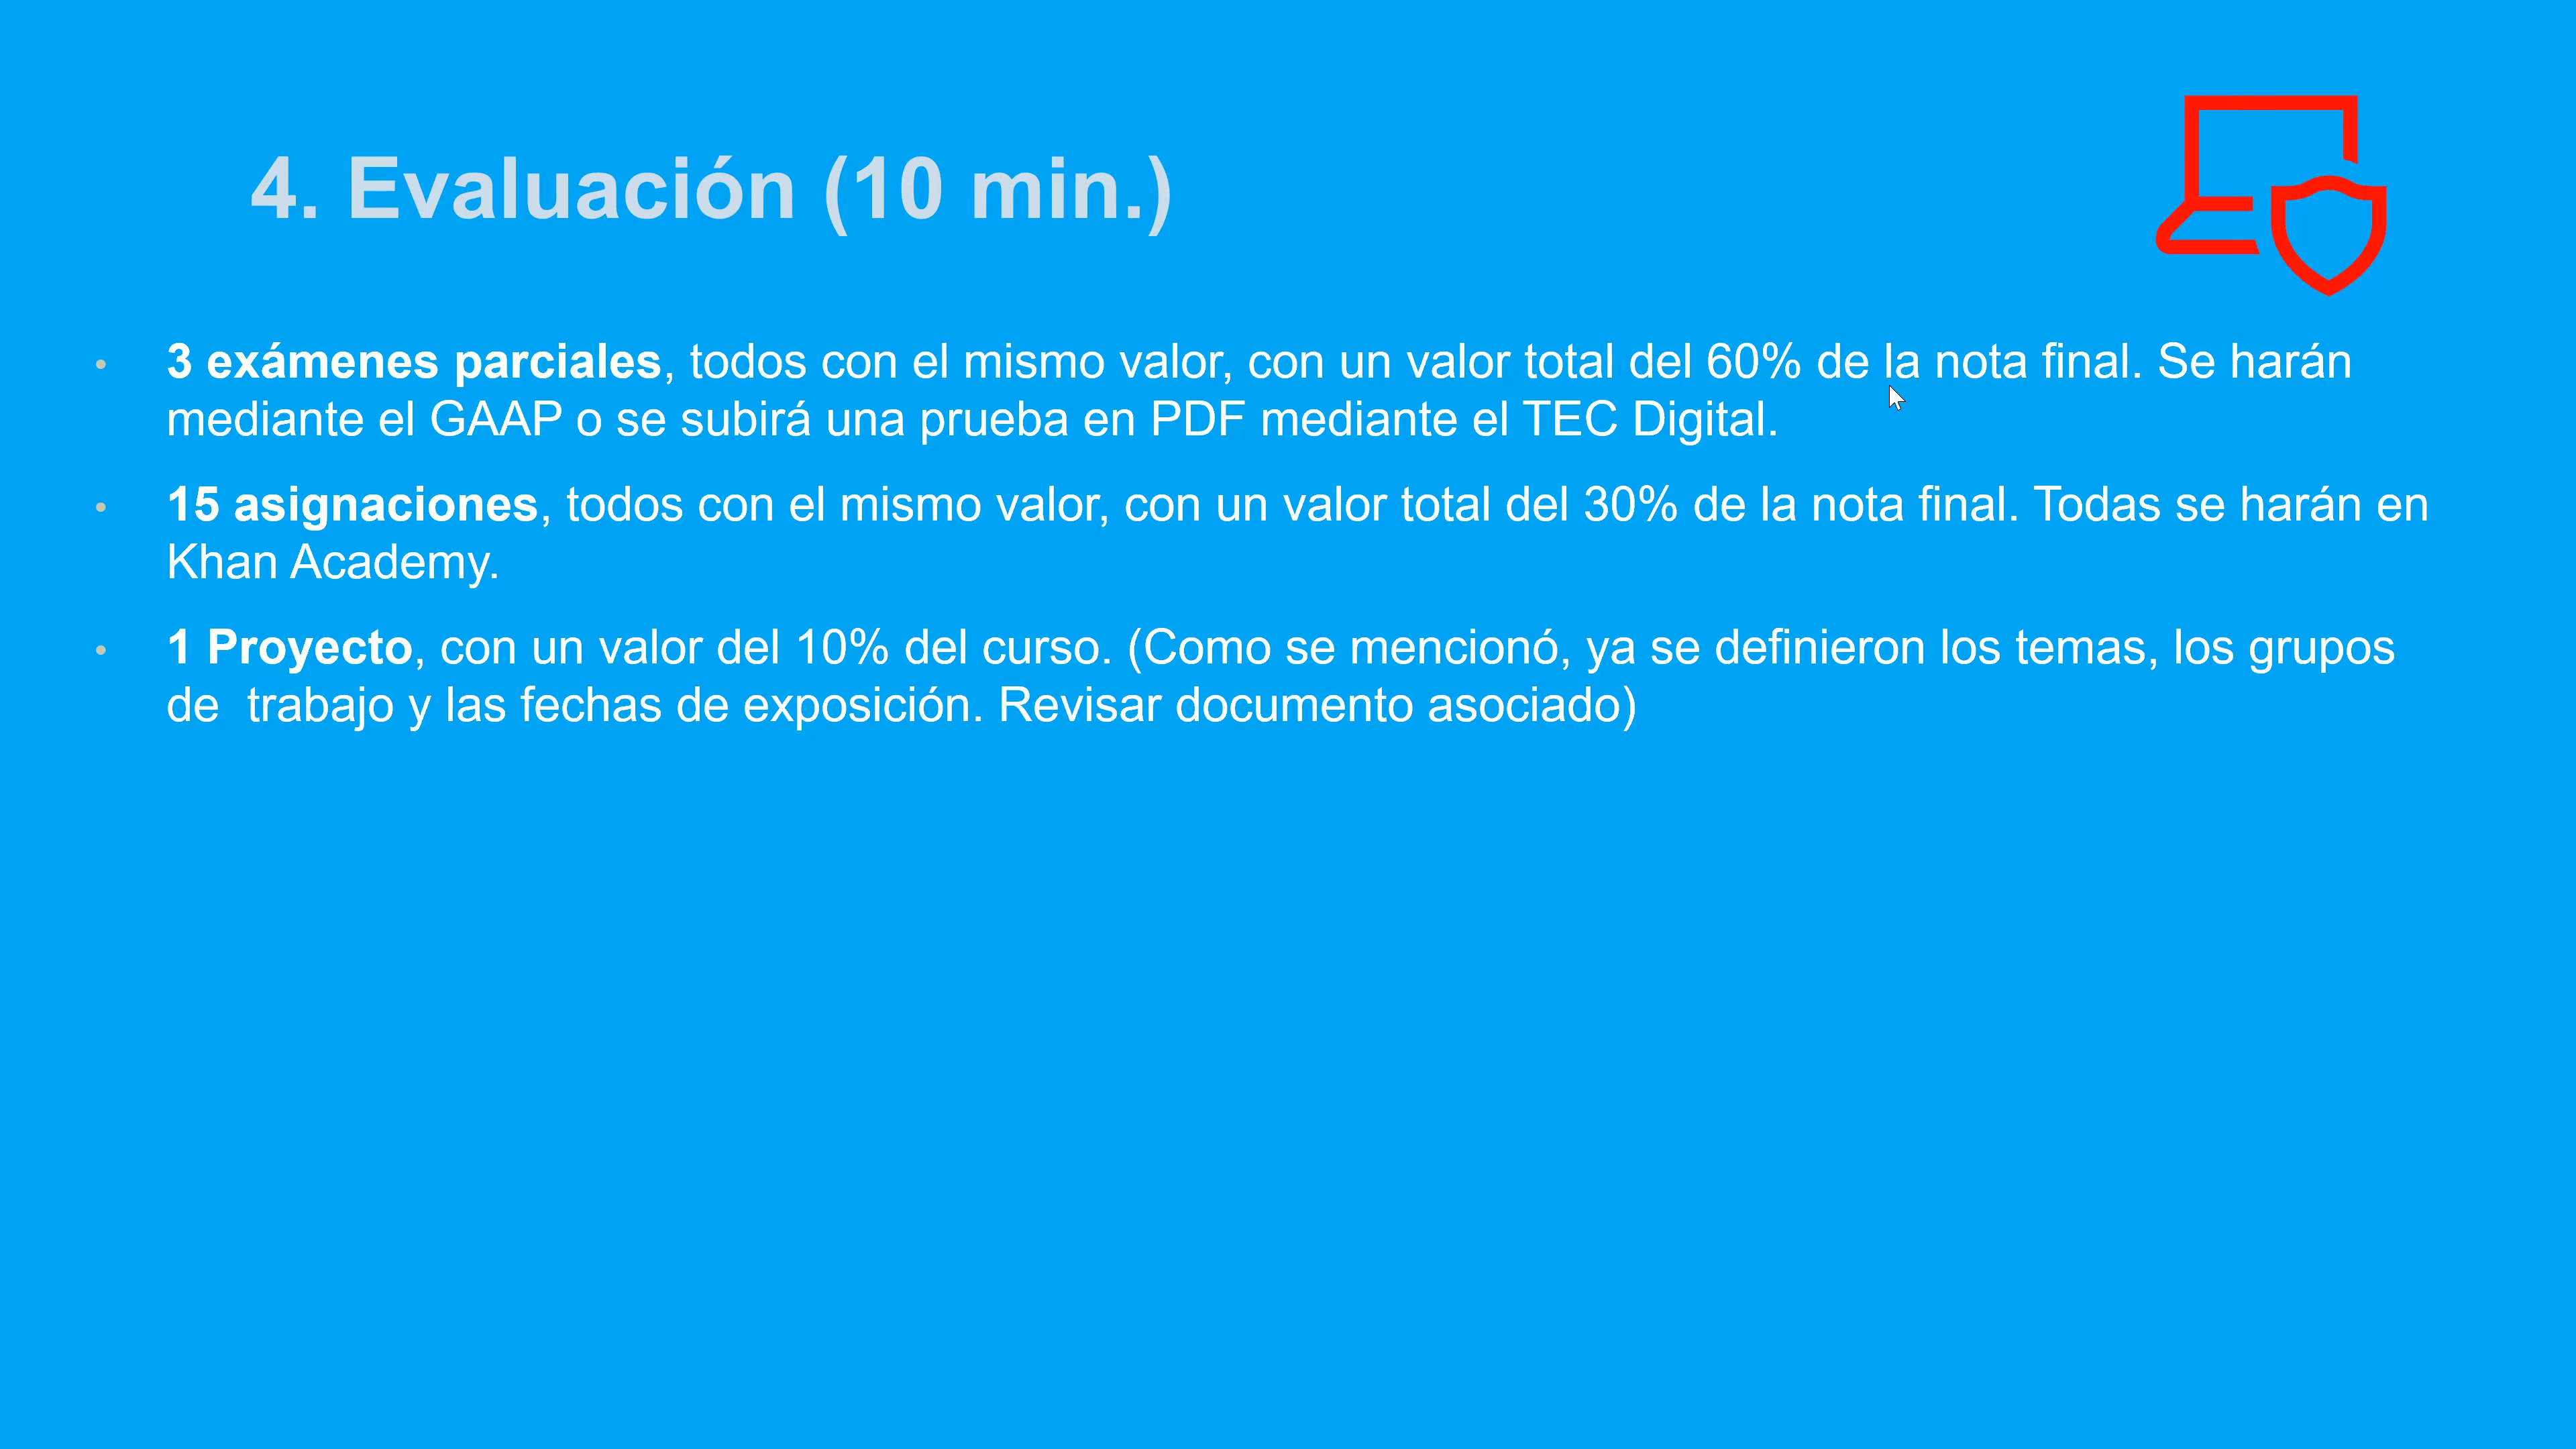 4. Evaluación (10 min.)
• 3 exámenes parciales, todos con el mismo valor, con un valor total del 60% de la nota final. Se harán
mediante el GAAP o se subirá una prueba en PDF mediante el TEC Digital.
• 15 asignaciones, todos con el mismo valor, con un valor total del 30% de la nota final. Todas se harán en
Khan Academy.
• 1 Proyecto, con un valor del 10% del curso. (Como se mencionó, ya se definieron los temas, los grupos
de  trabajo y las fechas de exposición. Revisar documento asociado)